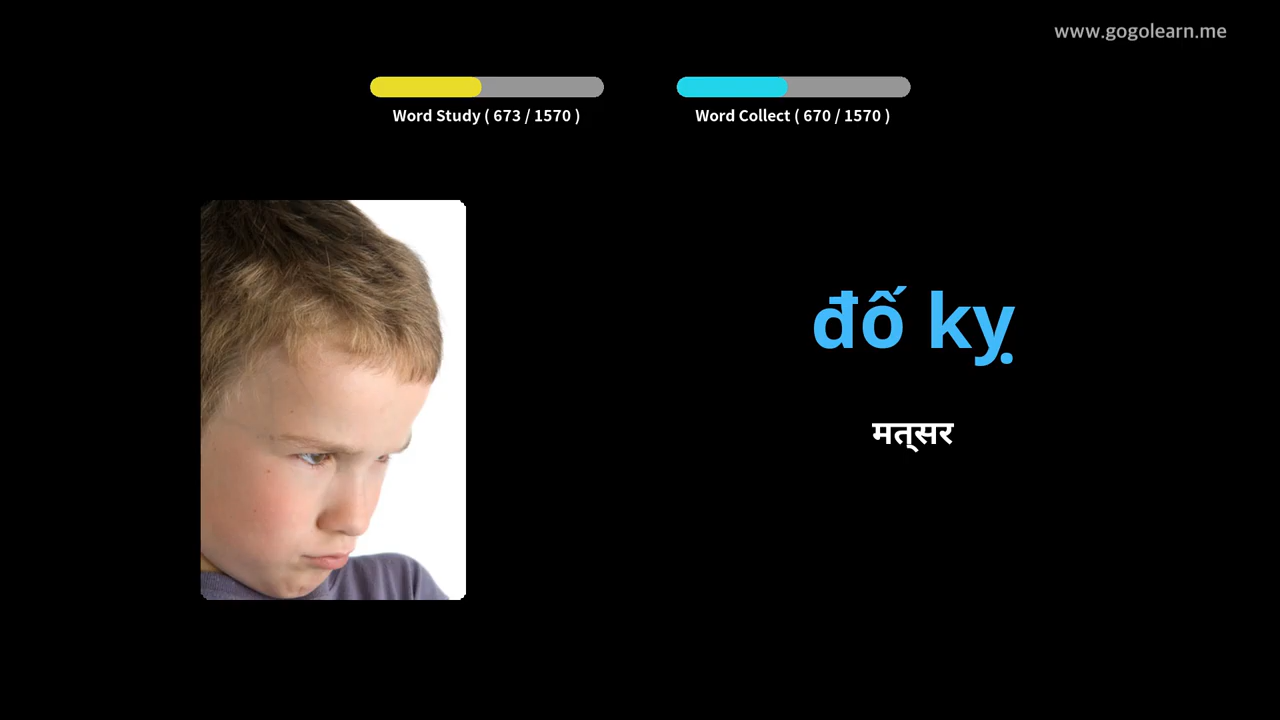 www.gogolearn.me
Word Study ( 673 / 1570 )
Word Collect ( 670 / 1570 )
đố kỵ
मत्सर